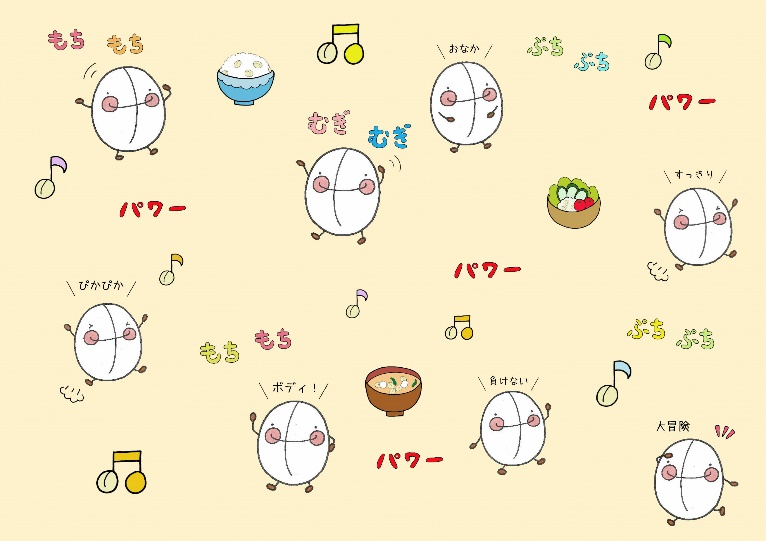 もち
もち
おなか
ぷち
ぷち
パワー
むぎ
むぎ
すっきり
パワー
パワー
ぴかぴか
もち
もち
ぷち
ぷち
ボディ！
負けない
大冒険
パワー